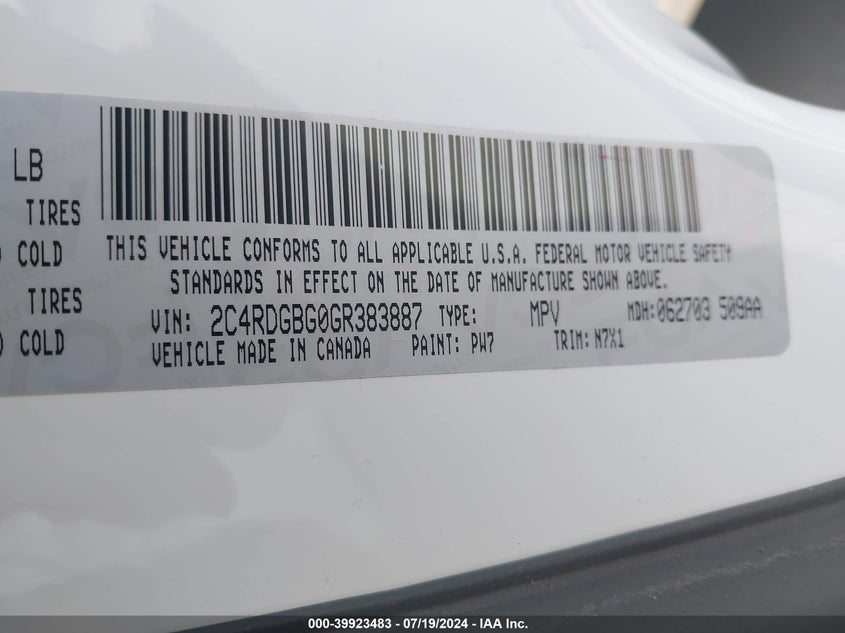 LB
TIRES
COLD
TIRES
COLD
THIS VEHICLE CONFORMS TO ALL APPLICABLE U.S.A. FEDERAL MOTOR VEHICLE SAFETY
STANDARDS IN EFFECT ON THE DATE OF MANUFACTURE SHOWN ABOVE.
VIN: 2C4RDGBG0GR383887 TYPE: MPV MDH: 062703 509AA
VEHICLE MADE IN CANADA PAINT: PW7 TRIM: N7X1
000-39923483 - 07/19/2024 - IAA Inc.